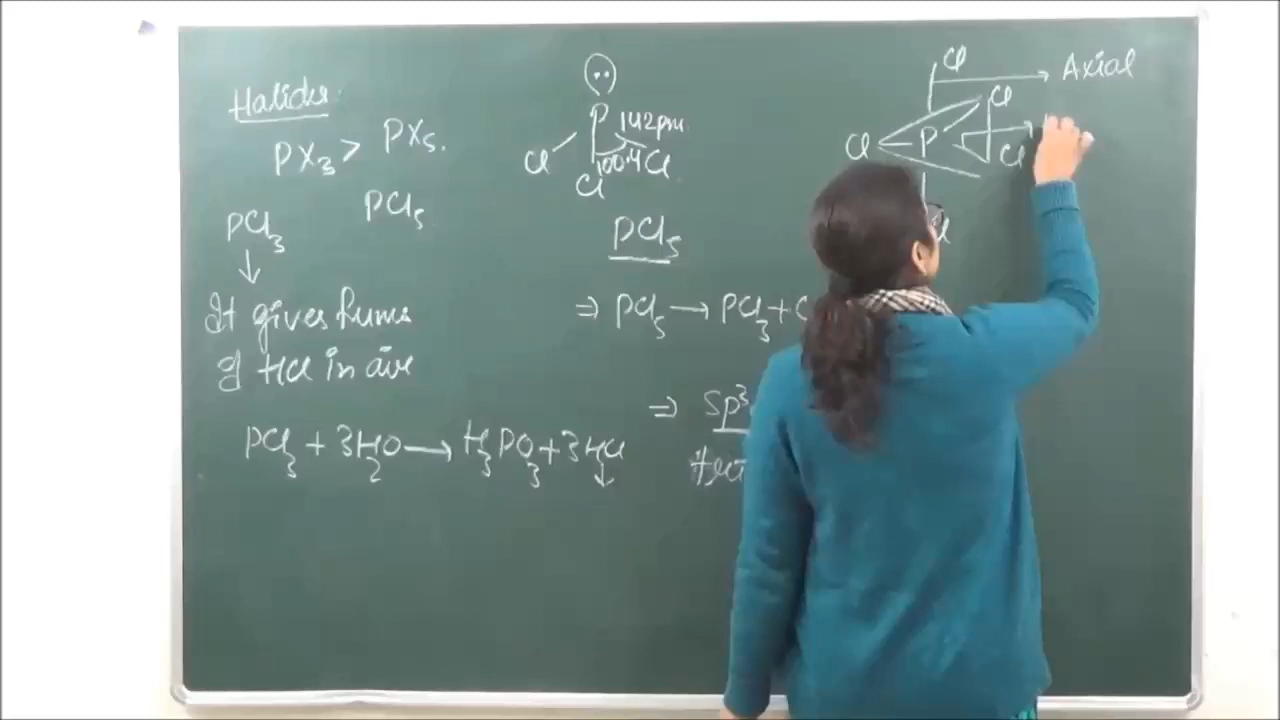 Halides
PX₃ > PX₅.
PCl₃
PCl₅
↓
It gives fums
of HCl in air
PCl₃ + 3H₂O → H₃PO₃ + 3HCl ↓
P
142pm
100.4
Cl
Cl
Cl
PCl₅
⇒ PCl₅ → PCl₃ +
⇒ Sp³
Cl → Axial
Cl
Cl
P
Cl